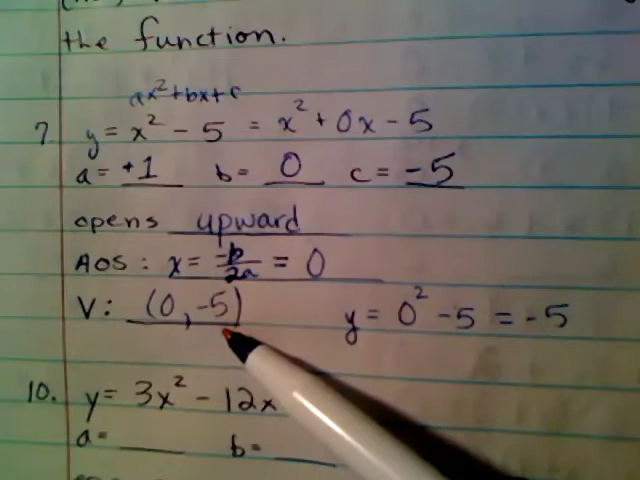 the function.
ax² + bx + c
7. y = x² - 5 = x² + 0x - 5
a = +1 b = 0 c = -5
opens upward
AOS: x = -b/2a = 0
V: (0, -5) y = 0² - 5 = -5
10. y = 3x² - 12x
a = b =